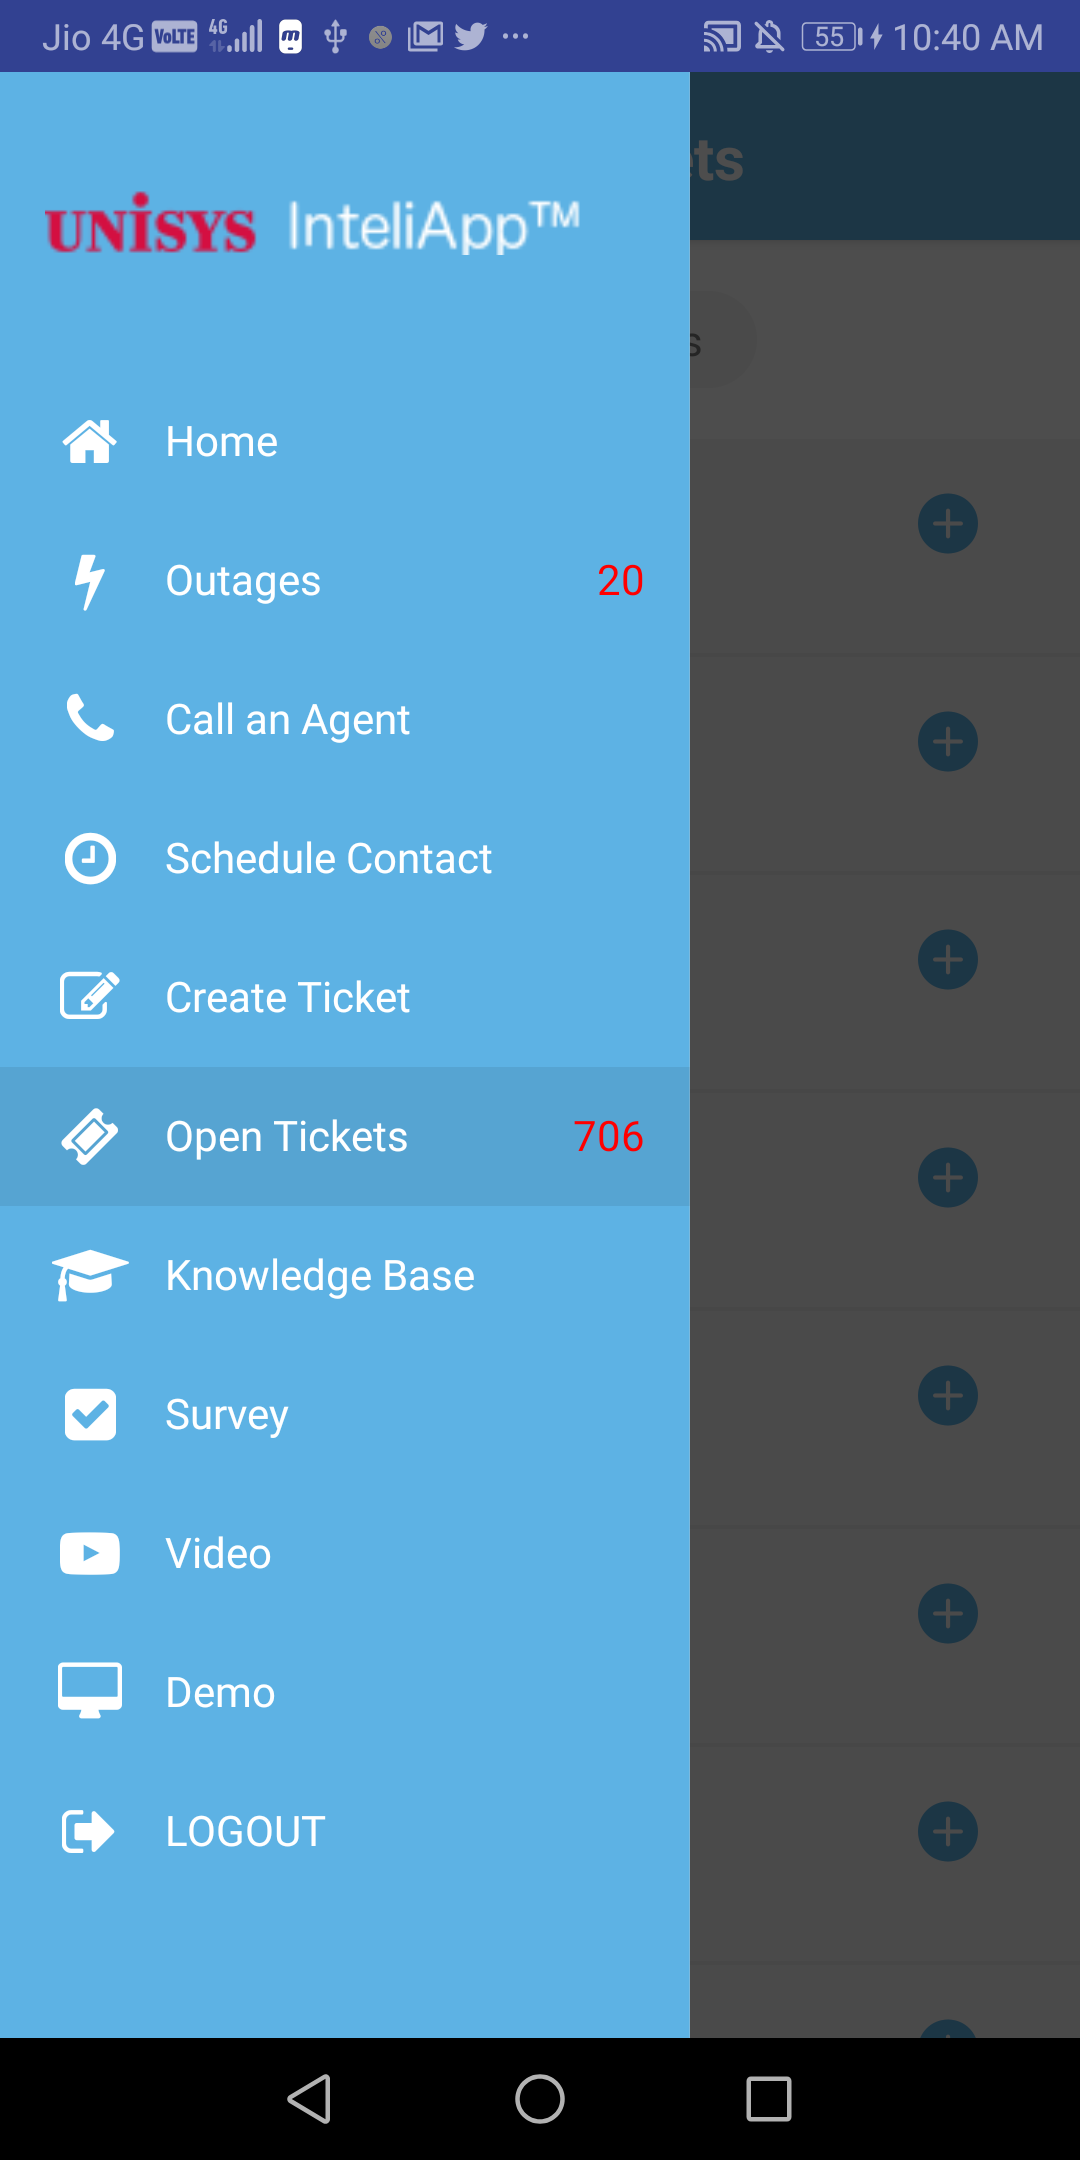 Jio 4G VoLTE 4G 55 10:40 AM
UNISYS InteliApp™
Home
Outages 20
Call an Agent
Schedule Contact
Create Ticket
Open Tickets 706
Knowledge Base
Survey
Video
Demo
LOGOUT